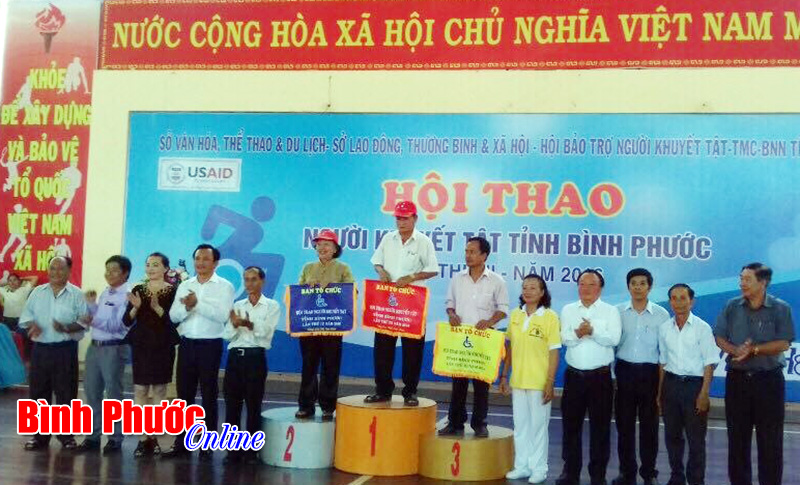 NƯỚC CỘNG HÒA XÃ HỘI CHỦ NGHĨA VIỆT NAM M
KHỎE
ĐỂ XÂY DỰNG
VÀ BẢO VỆ
TỔ QUỐC
VIỆT NAM
XÃ HỘI
SỞ VĂN HÓA, THỂ THAO & DU LỊCH- SỞ LAO ĐỘNG, THƯƠNG BINH & XÃ HỘI - HỘI BẢO TRỢ NGƯỜI KHUYẾT TẬT-TMC-BNN
USAID
HỘI THAO
NGƯỜI KHUYẾT TẬT TỈNH BÌNH PHƯỚC
NĂM 2016
BAN TỔ CHỨC
BAN TỔ CHỨC
BAN TỔ CHỨC
2
1
3
Bình Phước
Online